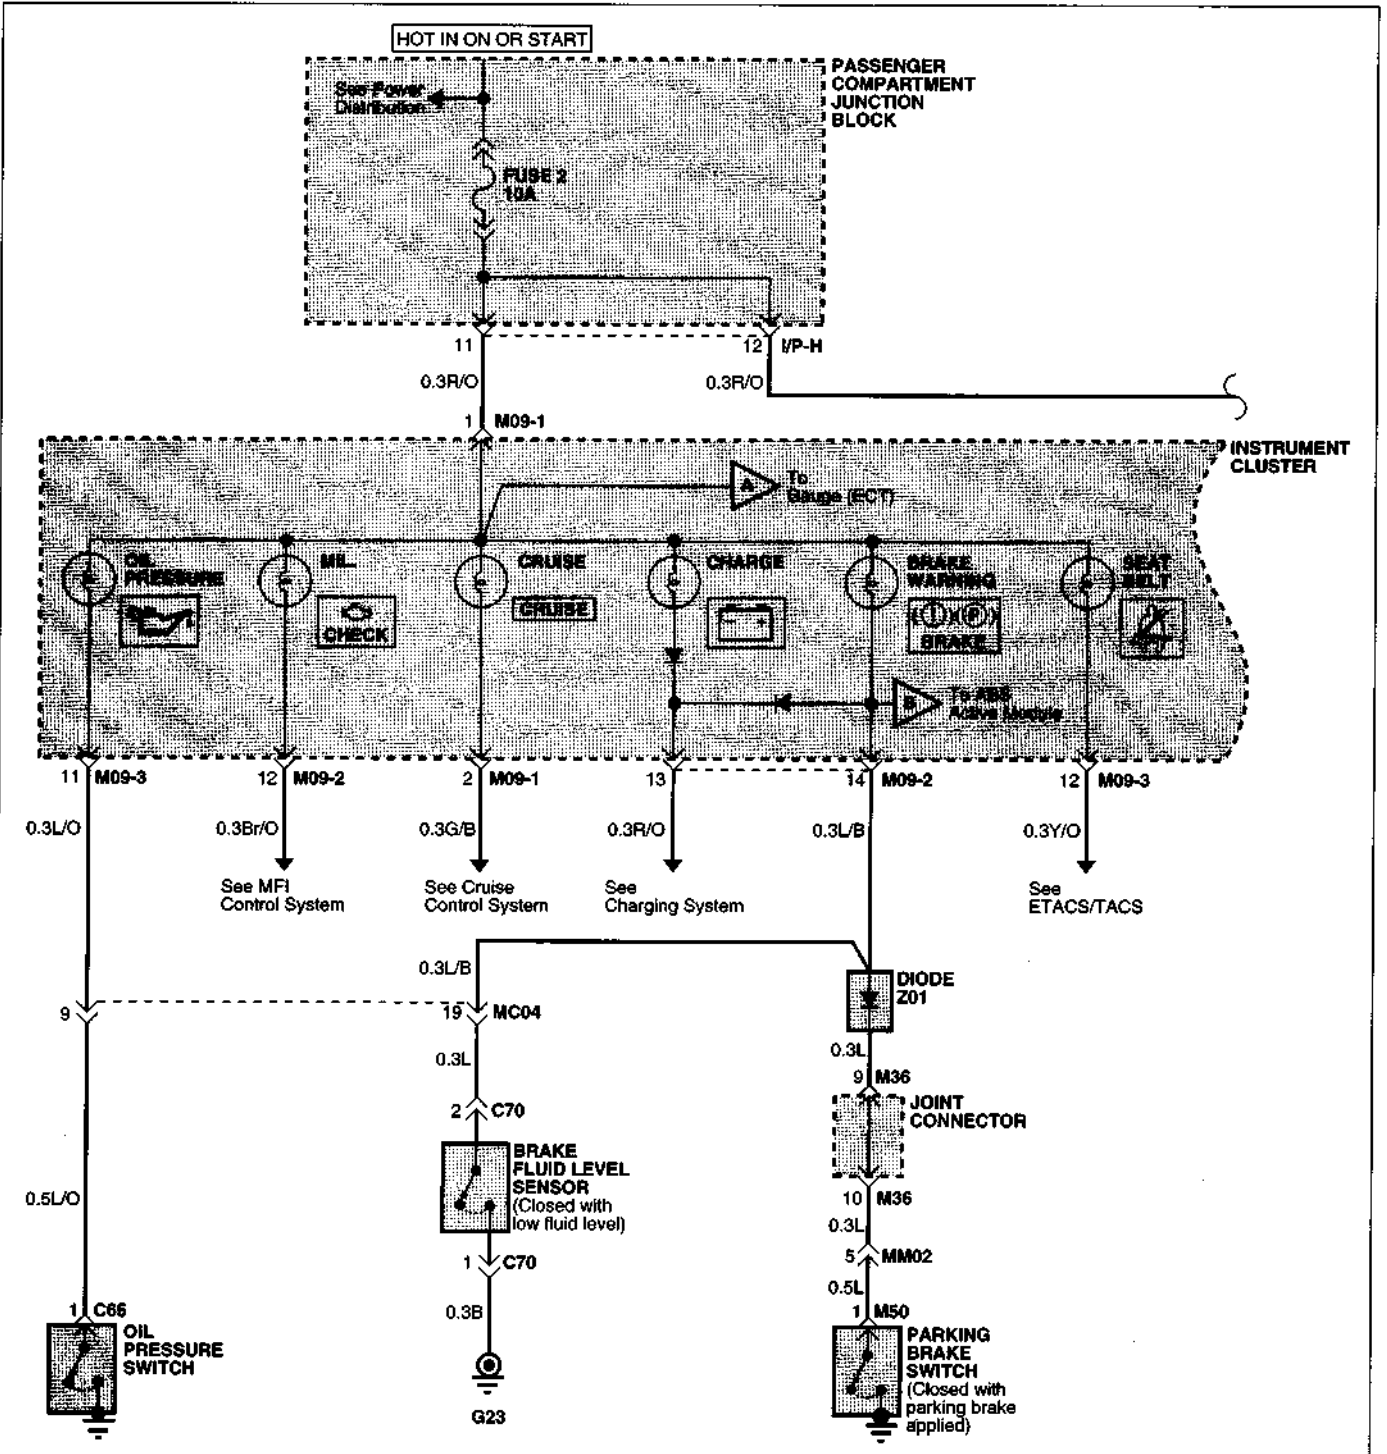 HOT IN ON OR START
See Power
Distribution
PASSENGER
COMPARTMENT
JUNCTION
BLOCK
FUSE 2
10A
11
12
I/P-H
0.3R/O
0.3R/O
1
M09-1
INSTRUMENT
CLUSTER
A
To
Gauge (ECT)
OIL
PRESSURE
MIL
CRUISE
CHARGE
BRAKE
WARNING
SEAT
BELT
CHECK
CRUISE
- +
(!) (P)
BRAKE
B
To ABS
Active Module
11
M09-3
12
M09-2
2
M09-1
13
14
M09-2
12
M09-3
0.3L/O
0.3Br/O
0.3G/B
0.3R/O
0.3L/B
0.3Y/O
See MFI
Control System
See Cruise
Control System
See
Charging System
See
ETACS/TACS
0.3L/B
DIODE
Z01
9
19
MC04
0.3L
0.3L
9
M36
2
C70
JOINT
CONNECTOR
BRAKE
FLUID LEVEL
SENSOR
(Closed with
low fluid level)
0.5L/O
10
M36
0.3L
1
C70
5
MM02
0.5L
0.3B
1
C66
1
M50
OIL
PRESSURE
SWITCH
PARKING
BRAKE
SWITCH
(Closed with
parking brake
applied)
G23